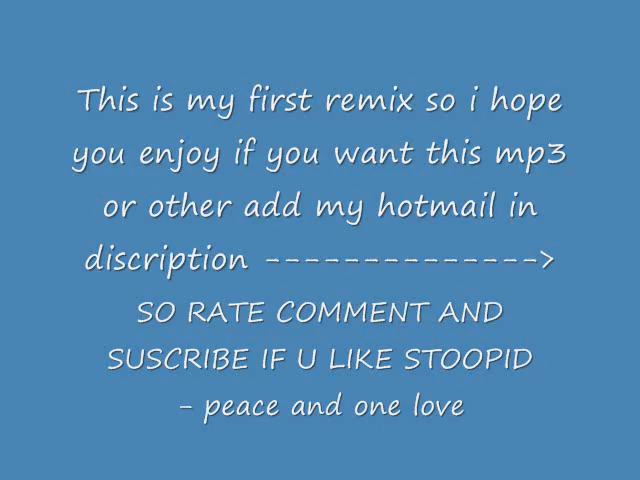 This is my first remix so i hope
you enjoy if you want this mp3
or other add my hotmail in
discription -------------->
SO RATE COMMENT AND
SUSCRIBE IF U LIKE STOOPID
- peace and one love